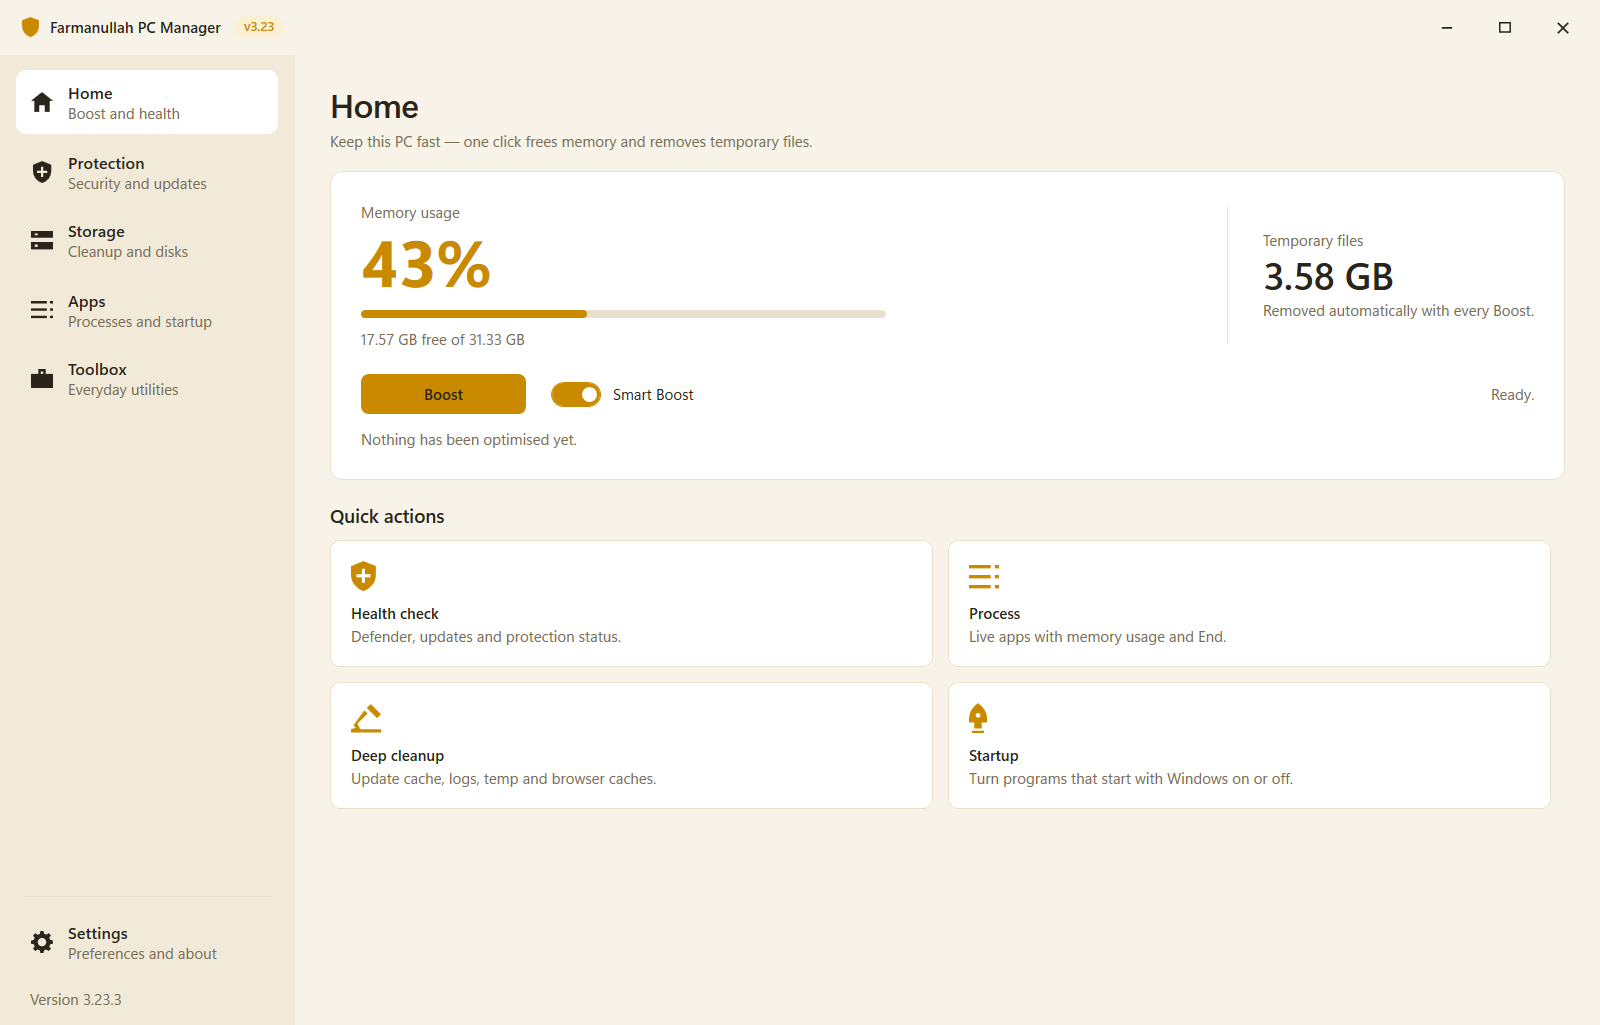 Farmanullah PC Manager v3.23
Home
Boost and health
Protection
Security and updates
Storage
Cleanup and disks
Apps
Processes and startup
Toolbox
Everyday utilities
Settings
Preferences and about
Version 3.23.3
Home
Keep this PC fast — one click frees memory and removes temporary files.
Memory usage
43%
17.57 GB free of 31.33 GB
Temporary files
3.58 GB
Removed automatically with every Boost.
Boost
Smart Boost
Ready.
Nothing has been optimised yet.
Quick actions
Health check
Defender, updates and protection status.
Process
Live apps with memory usage and End.
Deep cleanup
Update cache, logs, temp and browser caches.
Startup
Turn programs that start with Windows on or off.